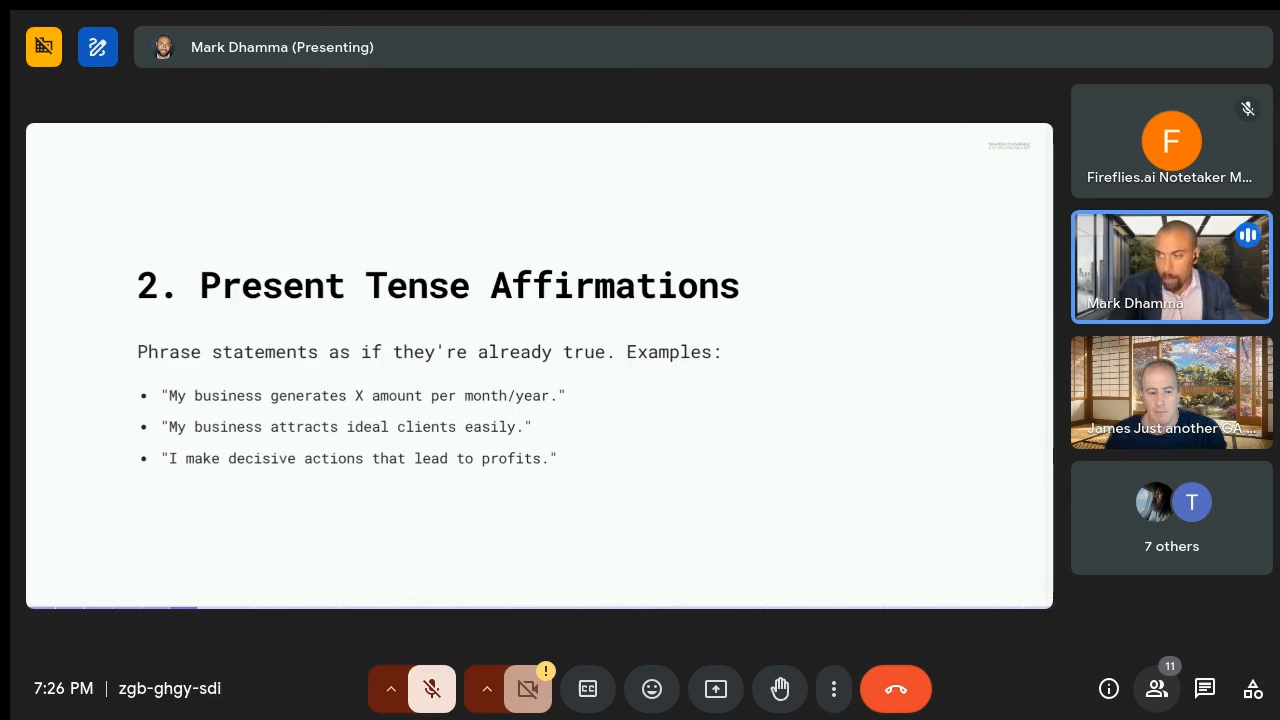 Mark Dhamma (Presenting)
F
Fireflies.ai Notetaker M...
2. Present Tense Affirmations
Phrase statements as if they're already true. Examples:
• "My business generates X amount per month/year."
• "My business attracts ideal clients easily."
• "I make decisive actions that lead to profits."
Mark Dhamma
James Just another GA ...
T
7 others
7:26 PM | zgb-ghgy-sdi
!
CC
11